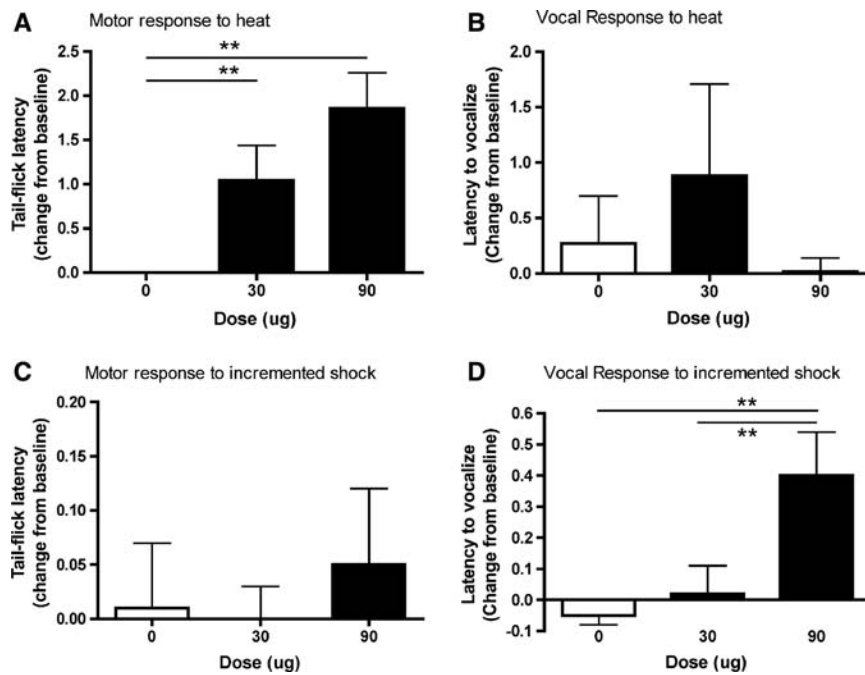 A
Motor response to heat
Tail-flick latency
(change from baseline)
2.5
2.0
1.5
1.0
0.5
0.0
**
**
0
30
90
Dose (ug)
B
Vocal Response to heat
Latency to vocalize
(Change from baseline)
2.0
1.5
1.0
0.5
0.0
0
30
90
Dose (ug)
C
Motor response to incremented shock
Tail-flick latency
(change from baseline)
0.20
0.15
0.10
0.05
0.00
0
30
90
Dose (ug)
D
Vocal Response to incremented shock
Latency to vocalize
(Change from baseline)
0.6
0.5
0.4
0.3
0.2
0.1
0.0
-0.1
**
**
0
30
90
Dose (ug)